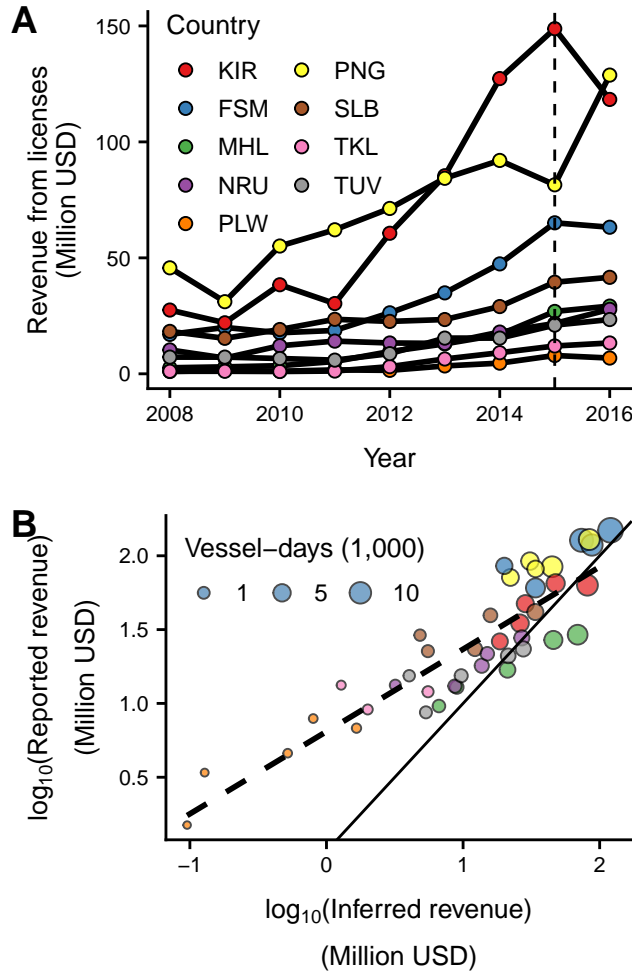 A
Country
KIR PNG
FSM SLB
MHL TKL
NRU TUV
PLW
Revenue from licenses
(Million USD)
150
100
50
0
2008 2010 2012 2014 2016
Year
B
Vessel−days (1,000)
1 5 10
log₁₀(Reported revenue)
(Million USD)
2.0
1.5
1.0
0.5
−1 0 1 2
log₁₀(Inferred revenue)
(Million USD)